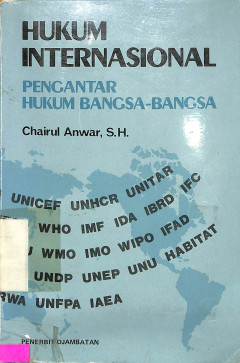 HUKUM
INTERNASIONAL
PENGANTAR
HUKUM BANGSA-BANGSA
Chairul Anwar, S.H.
UNICEF UNHCR UNITAR
WHO IMF IDA IBRD IFC
WMO IMO WIPO IFAD
UNDP UNEP UNU HABITAT
RWA UNFPA IAEA
PENERBIT DJAMBATAN